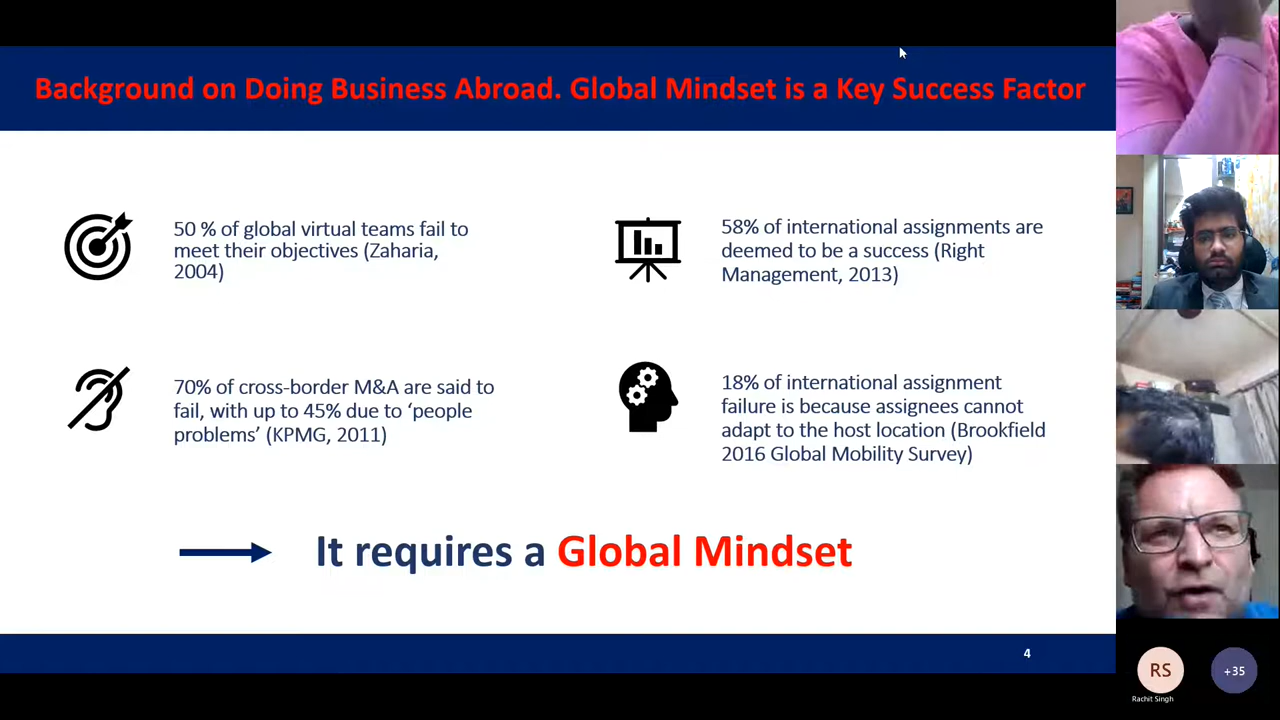 Background on Doing Business Abroad. Global Mindset is a Key Success Factor
50 % of global virtual teams fail to
meet their objectives (Zaharia,
2004)
58% of international assignments are
deemed to be a success (Right
Management, 2013)
70% of cross-border M&A are said to
fail, with up to 45% due to ‘people
problems’ (KPMG, 2011)
18% of international assignment
failure is because assignees cannot
adapt to the host location (Brookfield
2016 Global Mobility Survey)
It requires a Global Mindset
4
RS
+35
Rachit Singh